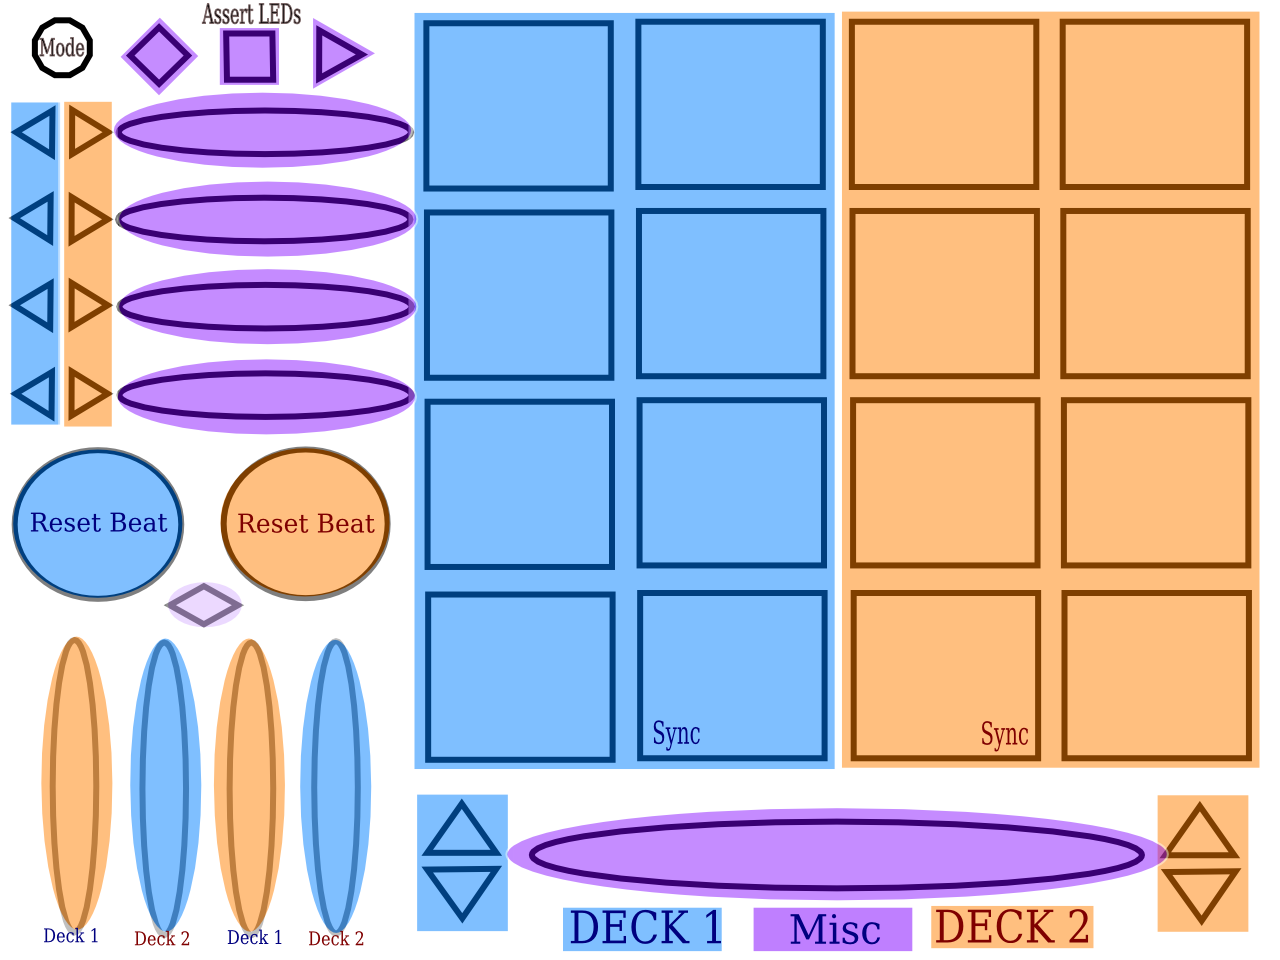 Assert LEDs
Mode
Reset Beat
Reset Beat
Sync
Sync
Deck 1
Deck 2
Deck 1
Deck 2
DECK 1
Misc
DECK 2